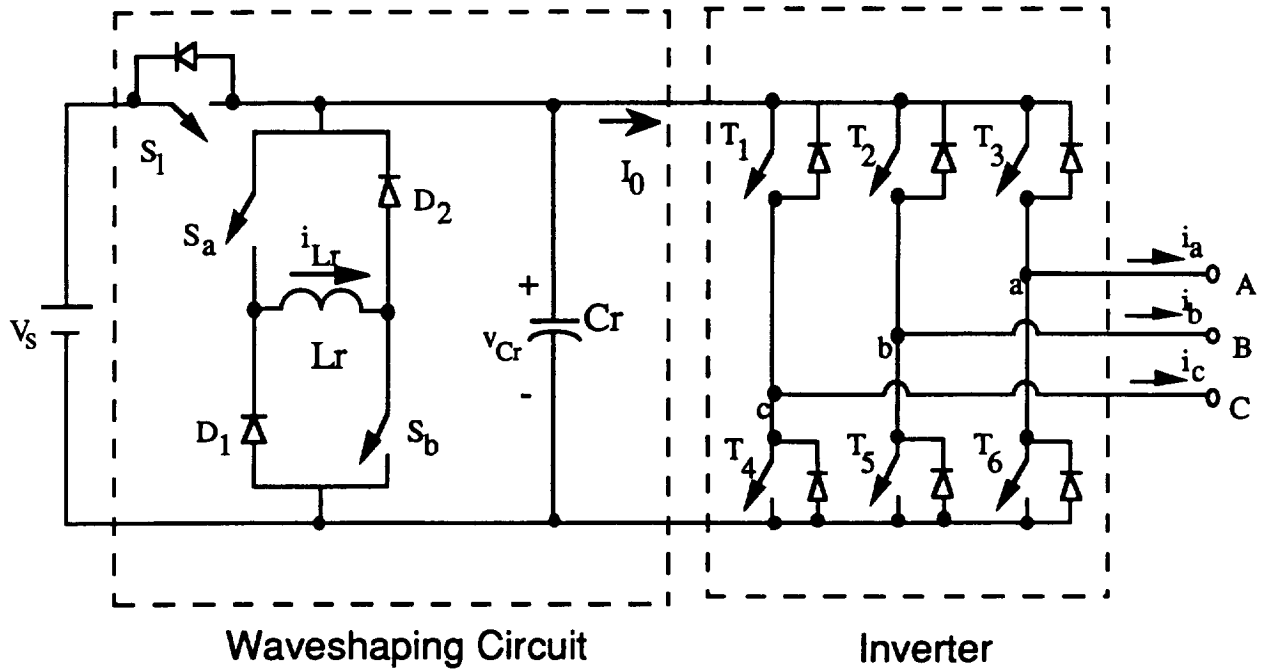 S1
Sa
D2
iLr
Lr
D1
Sb
Vs
+
vCr
Cr
-
I0
T1
T2
T3
ia
a
A
ib
b
B
ic
c
C
T4
T5
T6
Waveshaping Circuit
Inverter